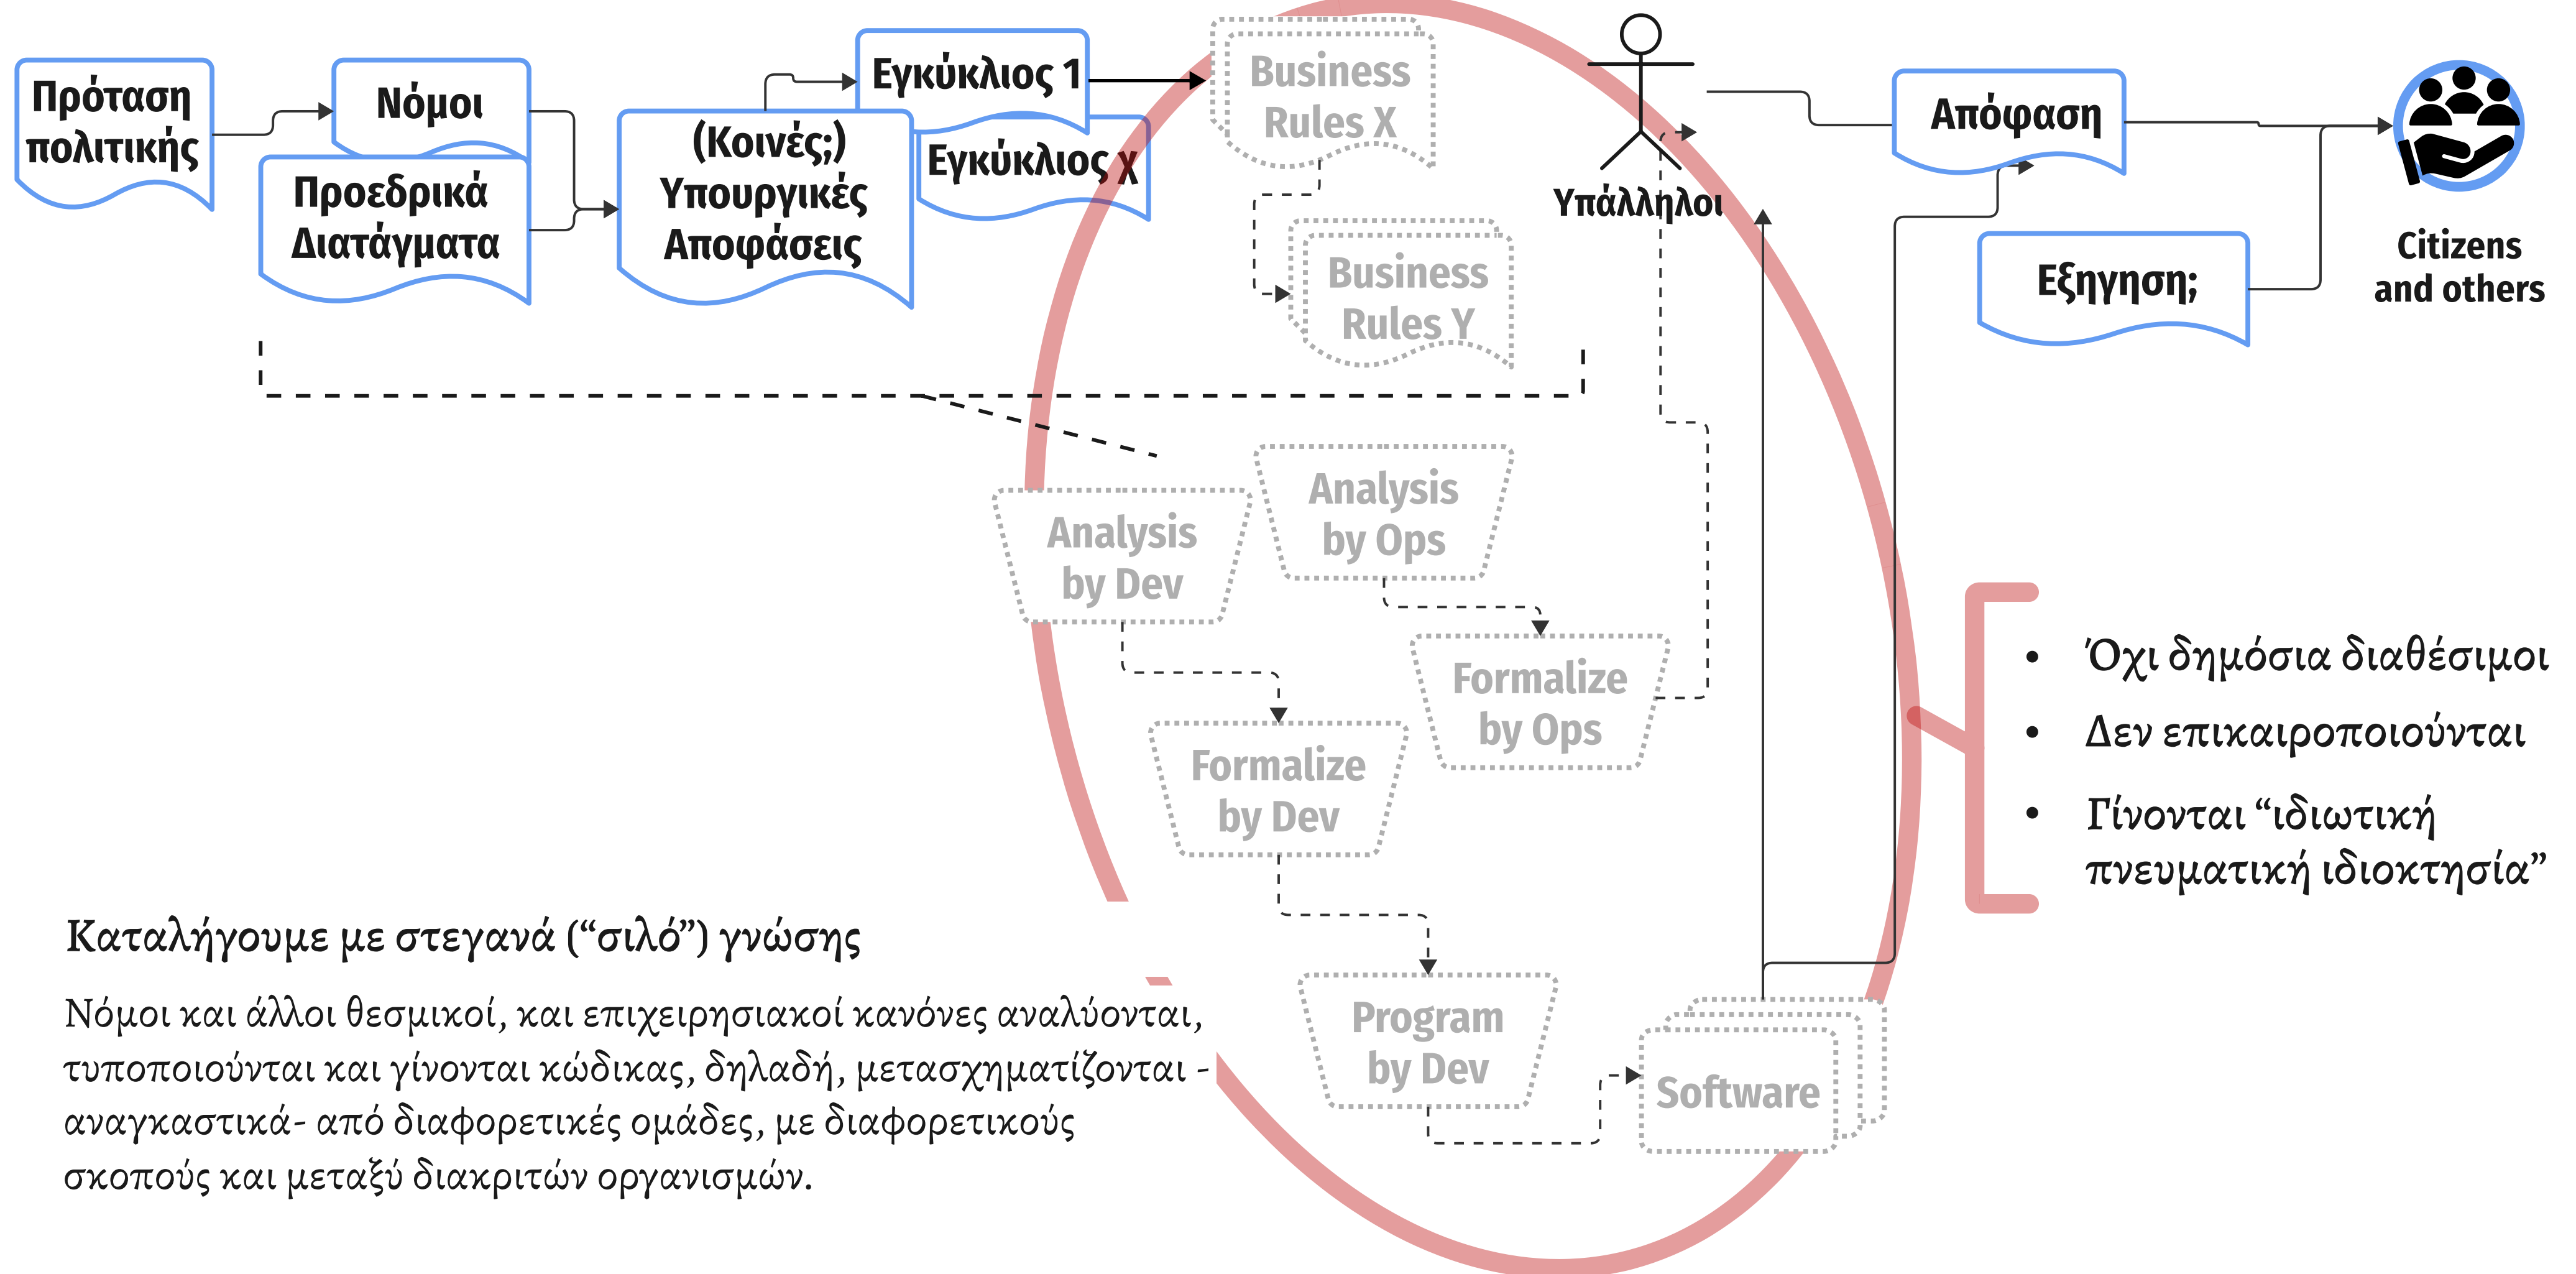 Πρόταση
πολιτικής
Νόμοι
Προεδρικά
Διατάγματα
(Κοινές;)
Υπουργικές
Αποφάσεις
Εγκύκλιος 1
Εγκύκλιος χ
Business
Rules X
Business
Rules Y
Υπάλληλοι
Απόφαση
Εξηγηση;
Citizens
and others
Analysis
by Dev
Analysis
by Ops
Formalize
by Ops
Formalize
by Dev
Program
by Dev
Software
• Όχι δημόσια διαθέσιμοι
• Δεν επικαιροποιούνται
• Γίνονται “ιδιωτική
πνευματική ιδιοκτησία”
Καταλήγουμε με στεγανά (“σιλό”) γνώσης
Νόμοι και άλλοι θεσμικοί, και επιχειρησιακοί κανόνες αναλύονται,
τυποποιούνται και γίνονται κώδικας, δηλαδή, μετασχηματίζονται -
αναγκαστικά- από διαφορετικές ομάδες, με διαφορετικούς
σκοπούς και μεταξύ διακριτών οργανισμών.